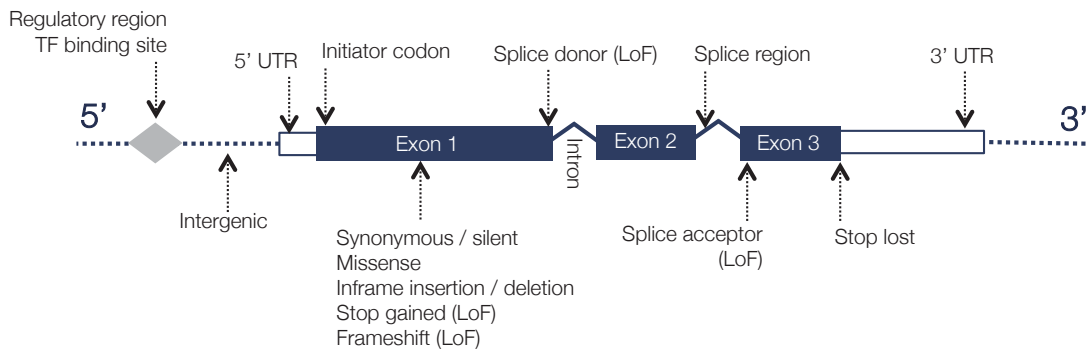 Regulatory region
TF binding site
5’ UTR
Initiator codon
Splice donor (LoF)
Splice region
3’ UTR
5’
3’
Exon 1
Intron
Exon 2
Exon 3
Intergenic
Synonymous / silent
Missense
Inframe insertion / deletion
Stop gained (LoF)
Frameshift (LoF)
Splice acceptor
(LoF)
Stop lost